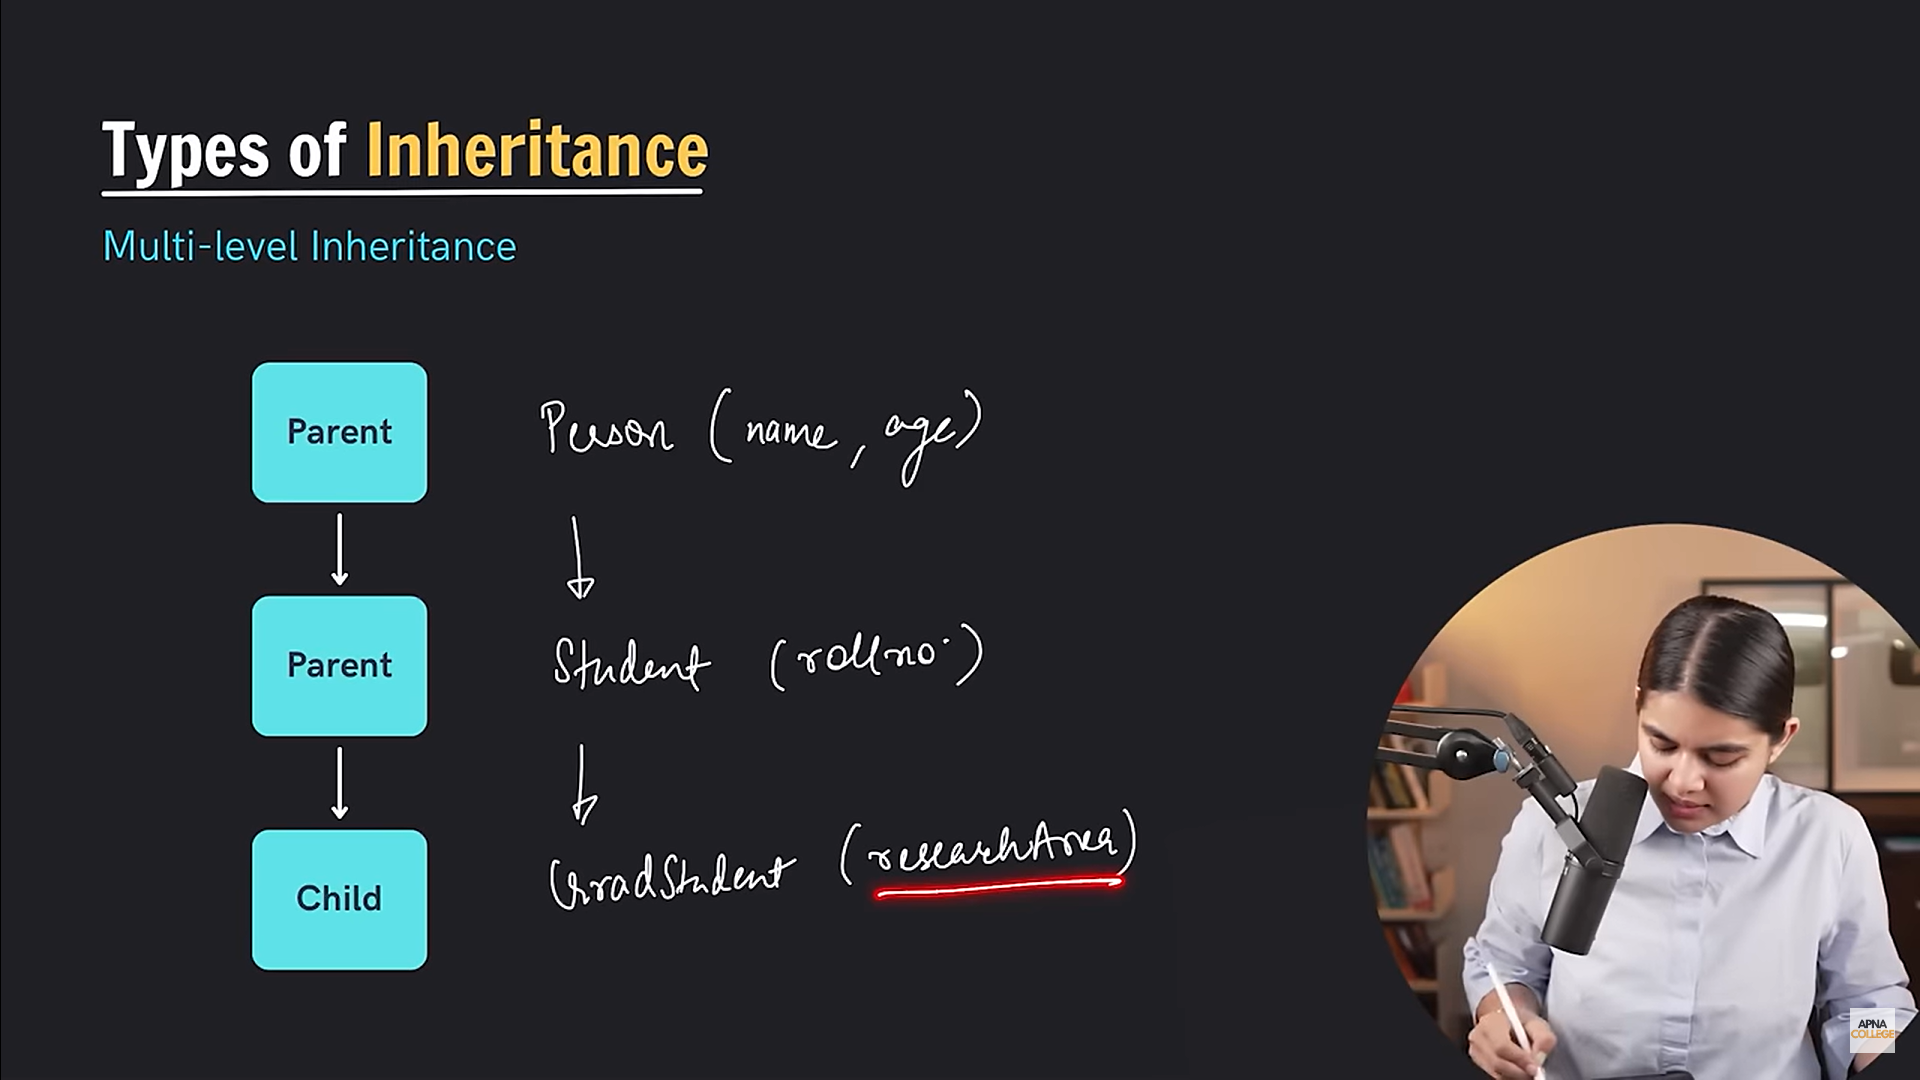 Types of Inheritance
Multi-level Inheritance
Parent
Person (name, age)
Parent
Student (rollno.)
Child
GradStudent (researchArea)
APNA
COLLEGE